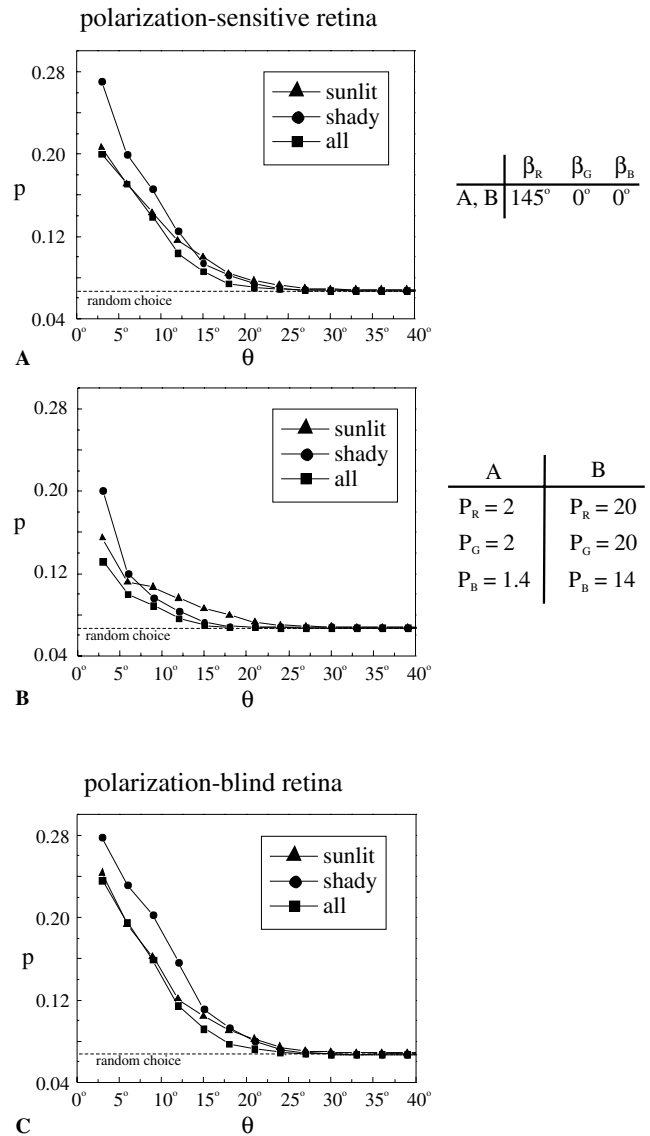 polarization-sensitive retina
0.28
0.20
p
0.12
0.04
sunlit
shady
all
random choice
0° 5° 10° 15° 20° 25° 30° 35° 40°
θ
A
β_R β_G β_B
A, B 145° 0° 0°
0.28
0.20
p
0.12
0.04
sunlit
shady
all
random choice
0° 5° 10° 15° 20° 25° 30° 35° 40°
θ
B
A B
P_R = 2 P_R = 20
P_G = 2 P_G = 20
P_B = 1.4 P_B = 14
polarization-blind retina
0.28
0.20
p
0.12
0.04
sunlit
shady
all
random choice
0° 5° 10° 15° 20° 25° 30° 35° 40°
θ
C